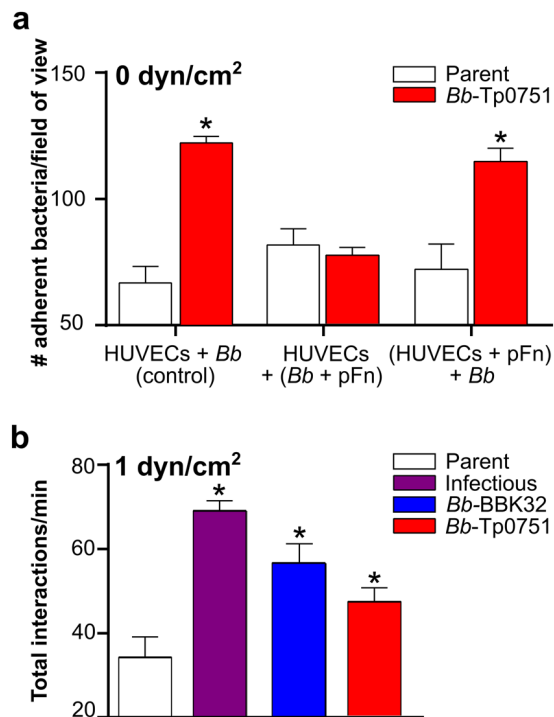 a
0 dyn/cm²
Parent
Bb-Tp0751
# adherent bacteria/field of view
150
100
50
*
*
HUVECs + Bb
(control)
HUVECs
+ (Bb + pFn)
(HUVECs + pFn)
+ Bb
b
1 dyn/cm²
Parent
Infectious
Bb-BBK32
Bb-Tp0751
Total interactions/min
80
60
40
20
*
*
*